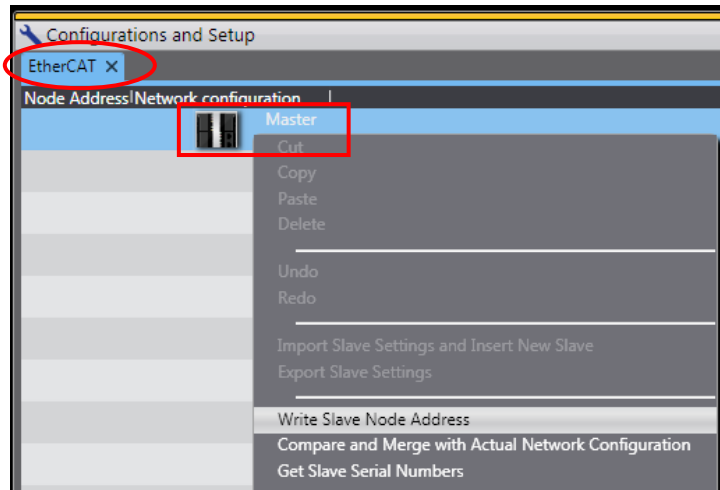 Configurations and Setup
EtherCAT
Node Address Network configuration
Master
Cut
Copy
Paste
Delete
Undo
Redo
Import Slave Settings and Insert New Slave
Export Slave Settings
Write Slave Node Address
Compare and Merge with Actual Network Configuration
Get Slave Serial Numbers